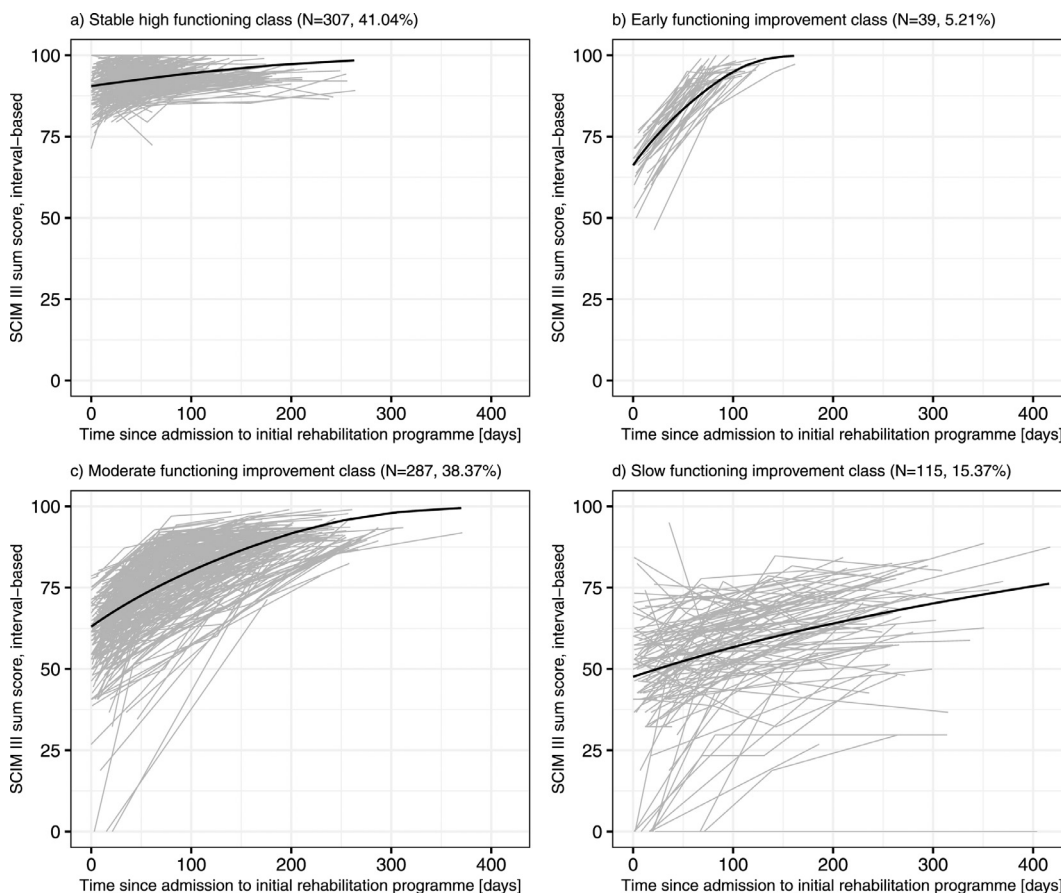 a) Stable high functioning class (N=307, 41.04%)
SCIM III sum score, interval−based
100
75
50
25
0
0 100 200 300 400
Time since admission to initial rehabilitation programme [days]
b) Early functioning improvement class (N=39, 5.21%)
SCIM III sum score, interval−based
100
75
50
25
0
0 100 200 300 400
Time since admission to initial rehabilitation programme [days]
c) Moderate functioning improvement class (N=287, 38.37%)
SCIM III sum score, interval−based
100
75
50
25
0
0 100 200 300 400
Time since admission to initial rehabilitation programme [days]
d) Slow functioning improvement class (N=115, 15.37%)
SCIM III sum score, interval−based
100
75
50
25
0
0 100 200 300 400
Time since admission to initial rehabilitation programme [days]